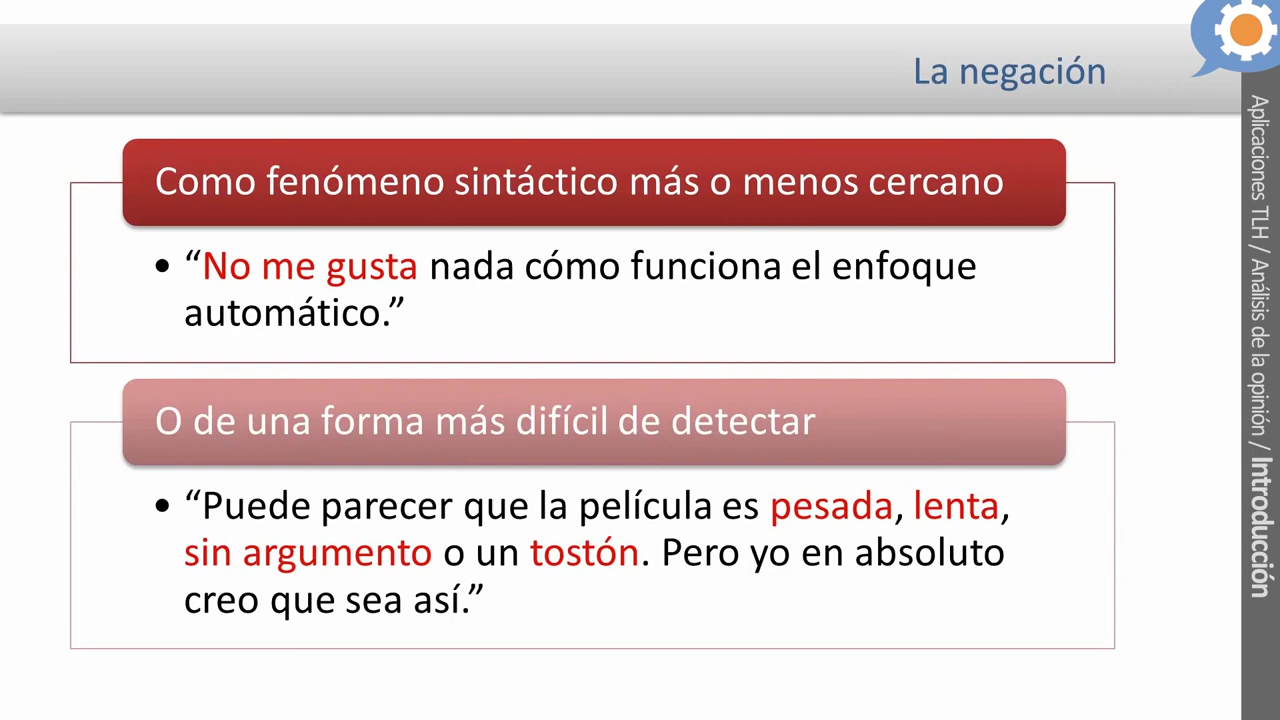 La negación
Como fenómeno sintáctico más o menos cercano
• “No me gusta nada cómo funciona el enfoque
automático.”
O de una forma más difícil de detectar
• “Puede parecer que la película es pesada, lenta,
sin argumento o un tostón. Pero yo en absoluto
creo que sea así.”
Aplicaciones TLH / Análisis de la opinión / Introducción